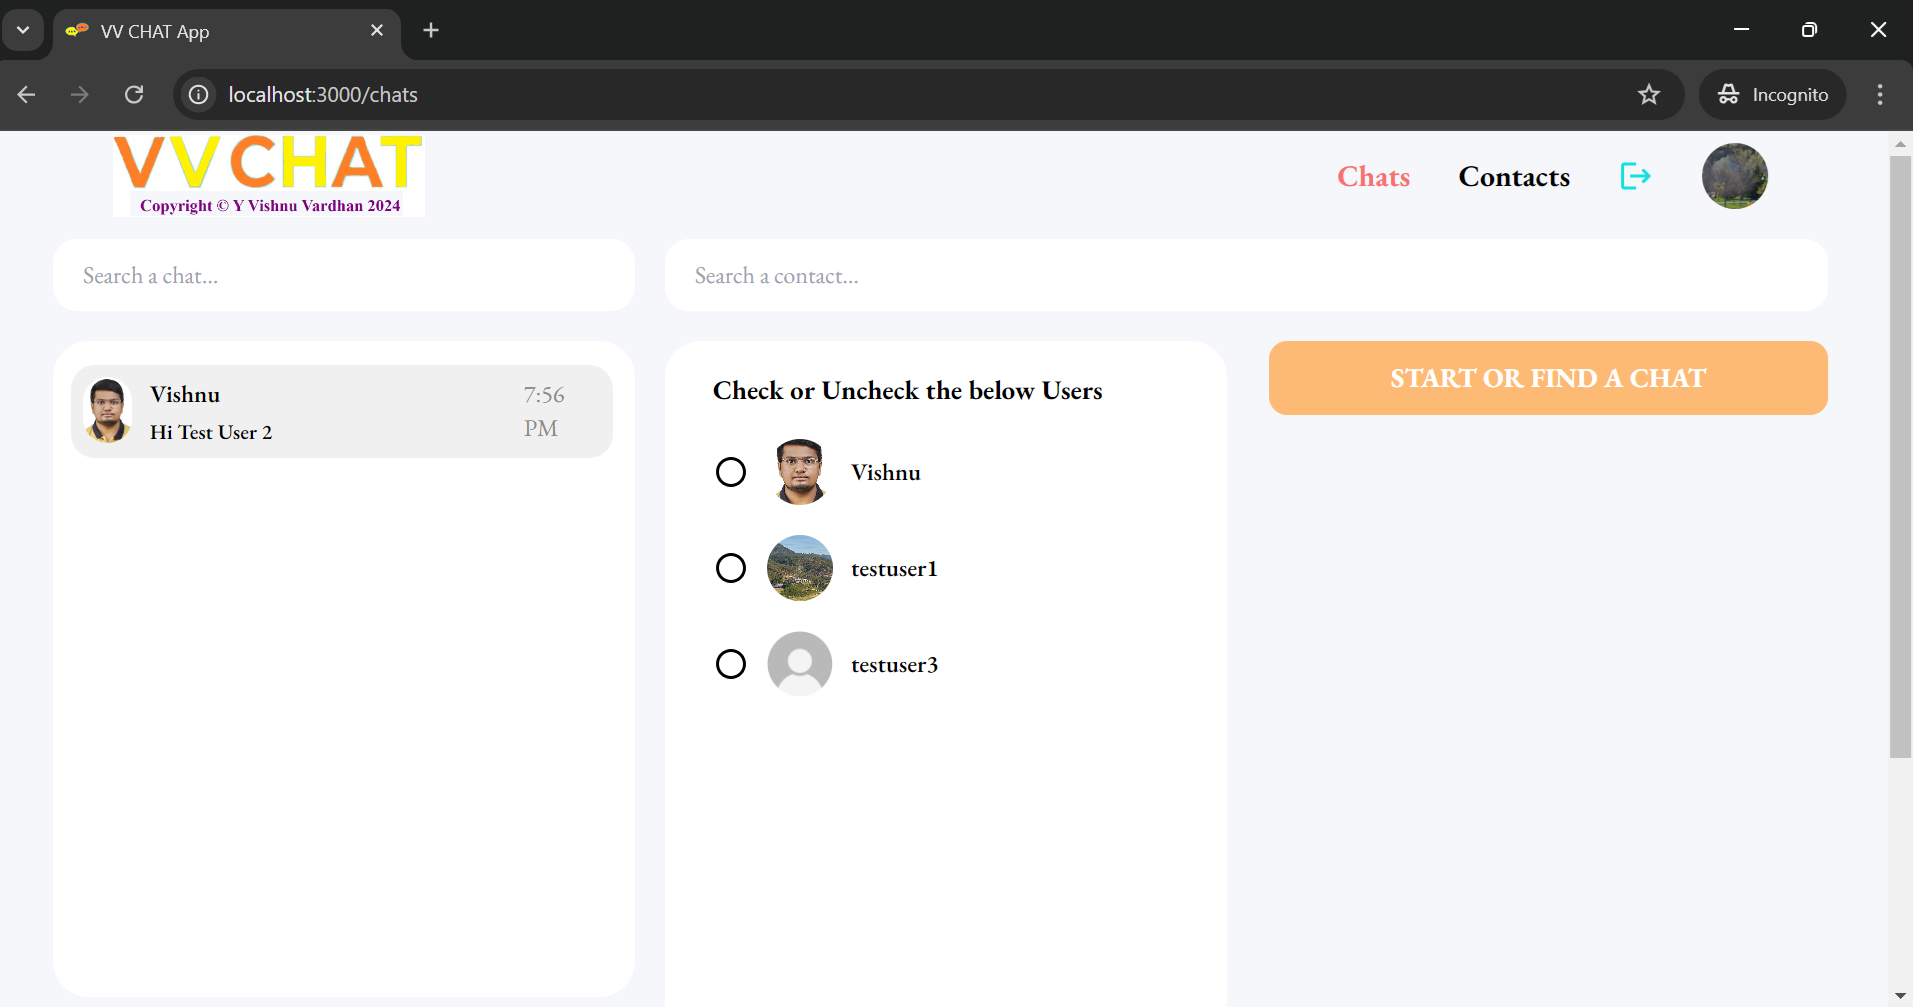 VV CHAT App
localhost:3000/chats
Incognito
VVCHAT
Copyright © Y Vishnu Vardhan 2024
Chats
Contacts
Search a chat...
Search a contact...
Vishnu
7:56
PM
Hi Test User 2
Check or Uncheck the below Users
Vishnu
testuser1
testuser3
START OR FIND A CHAT